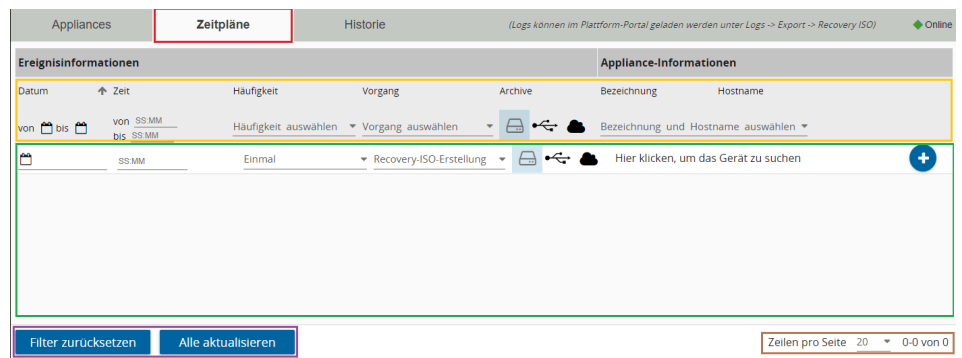 Appliances Zeitpläne Historie (Logs können im Plattform-Portal geladen werden unter Logs -> Export -> Recovery ISO) Online
Ereignisinformationen Appliance-Informationen
Datum Zeit Häufigkeit Vorgang Archive Bezeichnung Hostname
von bis von SS:MM Häufigkeit auswählen Vorgang auswählen Bezeichnung und Hostname auswählen
bis SS:MM
SS:MM Einmal Recovery-ISO-Erstellung Hier klicken, um das Gerät zu suchen
Filter zurücksetzen Alle aktualisieren Zeilen pro Seite 20 0-0 von 0